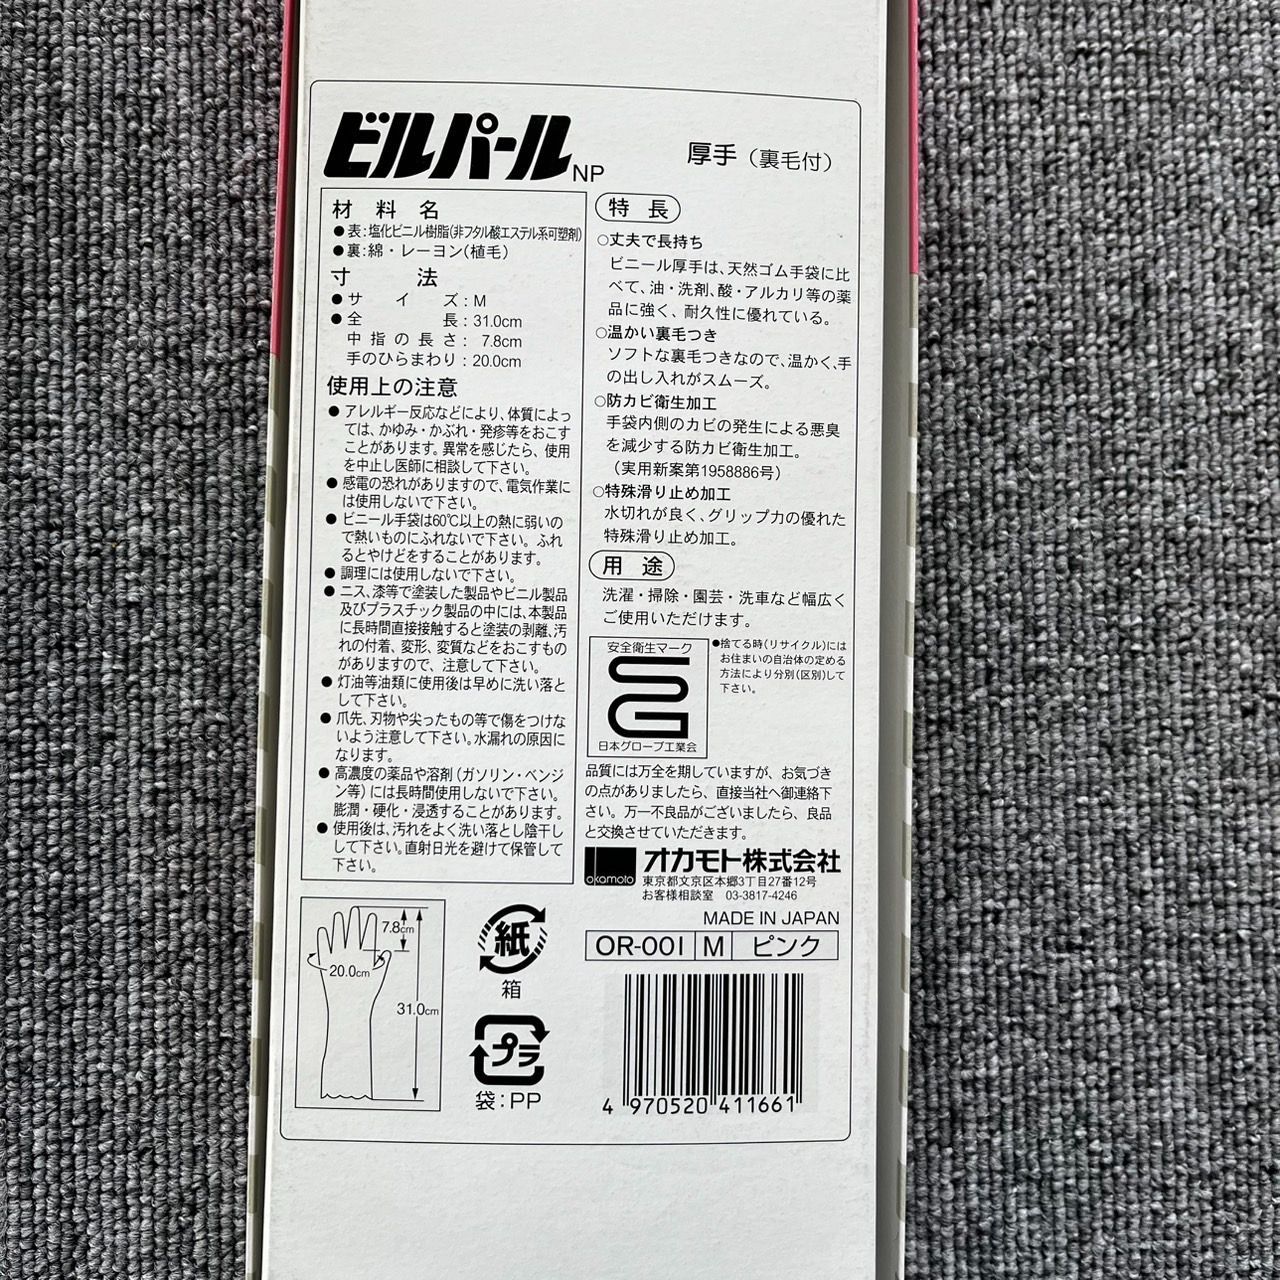 ビルパールNP
厚手(裏毛付)
材料名
●表:塩化ビニル樹脂(非フタル酸エステル系可塑剤)
●裏:綿・レーヨン(植毛)
寸法
●サイズ:M
●全長:31.0cm
中指の長さ:7.8cm
手のひらまわり:20.0cm
使用上の注意
●アレルギー反応などにより、体質によっ
ては、かゆみ・かぶれ・発疹等をおこす
ことがあります。異常を感じたら、使用
を中止し医師に相談して下さい。
●感電の恐れがありますので、電気作業に
は使用しないで下さい。
●ビニール手袋は60℃以上の熱に弱いの
で熱いものにふれないで下さい。ふれ
るとやけどをすることがあります。
●調理には使用しないで下さい。
●ニス、漆等で塗装した製品やビニル製品
及びプラスチック製品の中には、本製品
に長時間直接接触すると塗装の剥離、汚
れの付着、変形、変質などをおこすもの
がありますので、注意して下さい。
●灯油等油類に使用後は早めに洗い落と
して下さい。
●爪先、刃物や尖ったもの等で傷をつけな
いよう注意して下さい。水漏れの原因に
なります。
●高濃度の薬品や溶剤(ガソリン・ベンジ
ン等)には長時間使用しないで下さい。
膨潤・硬化・浸透することがあります。
●使用後は、汚れをよく洗い落とし陰干し
して下さい。直射日光を避けて保管して
下さい。
特長
○丈夫で長持ち
ビニール厚手は、天然ゴム手袋に比
べて、油・洗剤、酸・アルカリ等の薬
品に強く、耐久性に優れている。
○温かい裏毛つき
ソフトな裏毛つきなので、温かく、手
の出し入れがスムーズ。
○防カビ衛生加工
手袋内側のカビの発生による悪臭
を減少する防カビ衛生加工。
(実用新案第1958886号)
○特殊滑り止め加工
水切れが良く、グリップ力の優れた
特殊滑り止め加工。
用途
洗濯・掃除・園芸・洗車など幅広く
ご使用いただけます。
安全衛生マーク
SG
日本グローブ工業会
●捨てる時(リサイクル)には
お住まいの自治体の定める
方法により分別(区別)して
下さい。
品質には万全を期していますが、お気づき
の点がありましたら、直接当社へ御連絡下
さい。万一不良品がございましたら、良品
と交換させていただきます。
okamoto
オカモト株式会社
東京都文京区本郷3丁目27番12号
お客様相談室 03-3817-4246
MADE IN JAPAN
OR-001 M ピンク
7.8cm
20.0cm
31.0cm
紙
箱
プラ
袋:PP
4 970520 411661